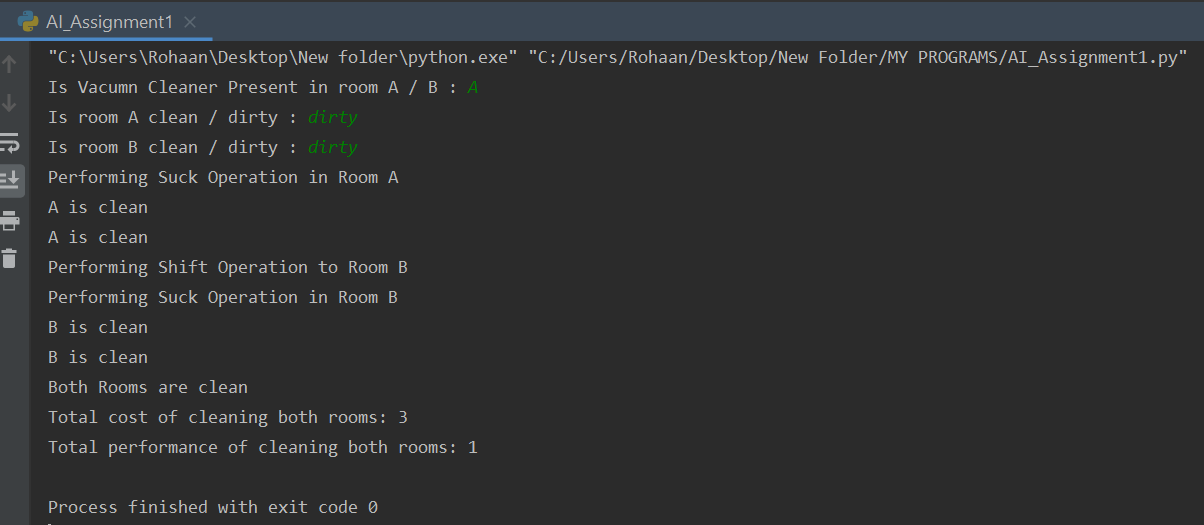 AI_Assignment1
"C:\Users\Rohaan\Desktop\New folder\python.exe" "C:/Users/Rohaan/Desktop/New Folder/MY PROGRAMS/AI_Assignment1.py"
Is Vacumn Cleaner Present in room A / B : A
Is room A clean / dirty : dirty
Is room B clean / dirty : dirty
Performing Suck Operation in Room A
A is clean
A is clean
Performing Shift Operation to Room B
Performing Suck Operation in Room B
B is clean
B is clean
Both Rooms are clean
Total cost of cleaning both rooms: 3
Total performance of cleaning both rooms: 1
Process finished with exit code 0